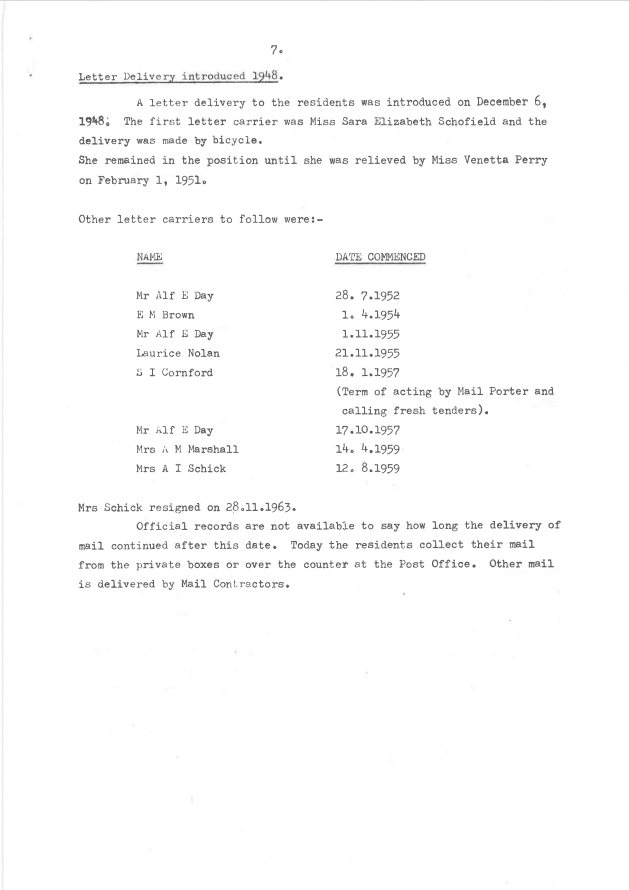 7.
Letter Delivery introduced 1948.
A letter delivery to the residents was introduced on December 6,
1948. The first letter carrier was Miss Sara Elizabeth Schofield and the
delivery was made by bicycle.
She remained in the position until she was relieved by Miss Venetta Perry
on February 1, 1951.
Other letter carriers to follow were:-
NAME DATE COMMENCED
Mr Alf E Day 28. 7.1952
E M Brown 1. 4.1954
Mr Alf E Day 1.11.1955
Laurice Nolan 21.11.1955
S I Cornford 18. 1.1957
(Term of acting by Mail Porter and
calling fresh tenders).
Mr Alf E Day 17.10.1957
Mrs A M Marshall 14. 4.1959
Mrs A I Schick 12. 8.1959
Mrs Schick resigned on 28.11.1963.
Official records are not available to say how long the delivery of
mail continued after this date. Today the residents collect their mail
from the private boxes or over the counter at the Post Office. Other mail
is delivered by Mail Contractors.